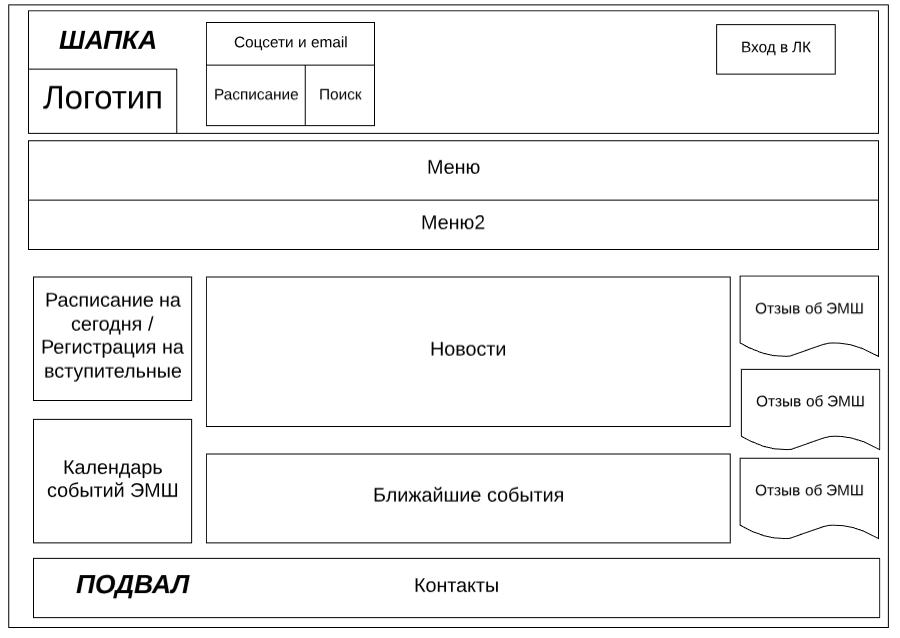 ШАПКА
Логотип
Соцсети и email
Расписание
Поиск
Вход в ЛК
Меню
Меню2
Расписание на
сегодня /
Регистрация на
вступительные
Календарь
событий ЭМШ
Новости
Ближайшие события
Отзыв об ЭМШ
Отзыв об ЭМШ
Отзыв об ЭМШ
ПОДВАЛ
Контакты